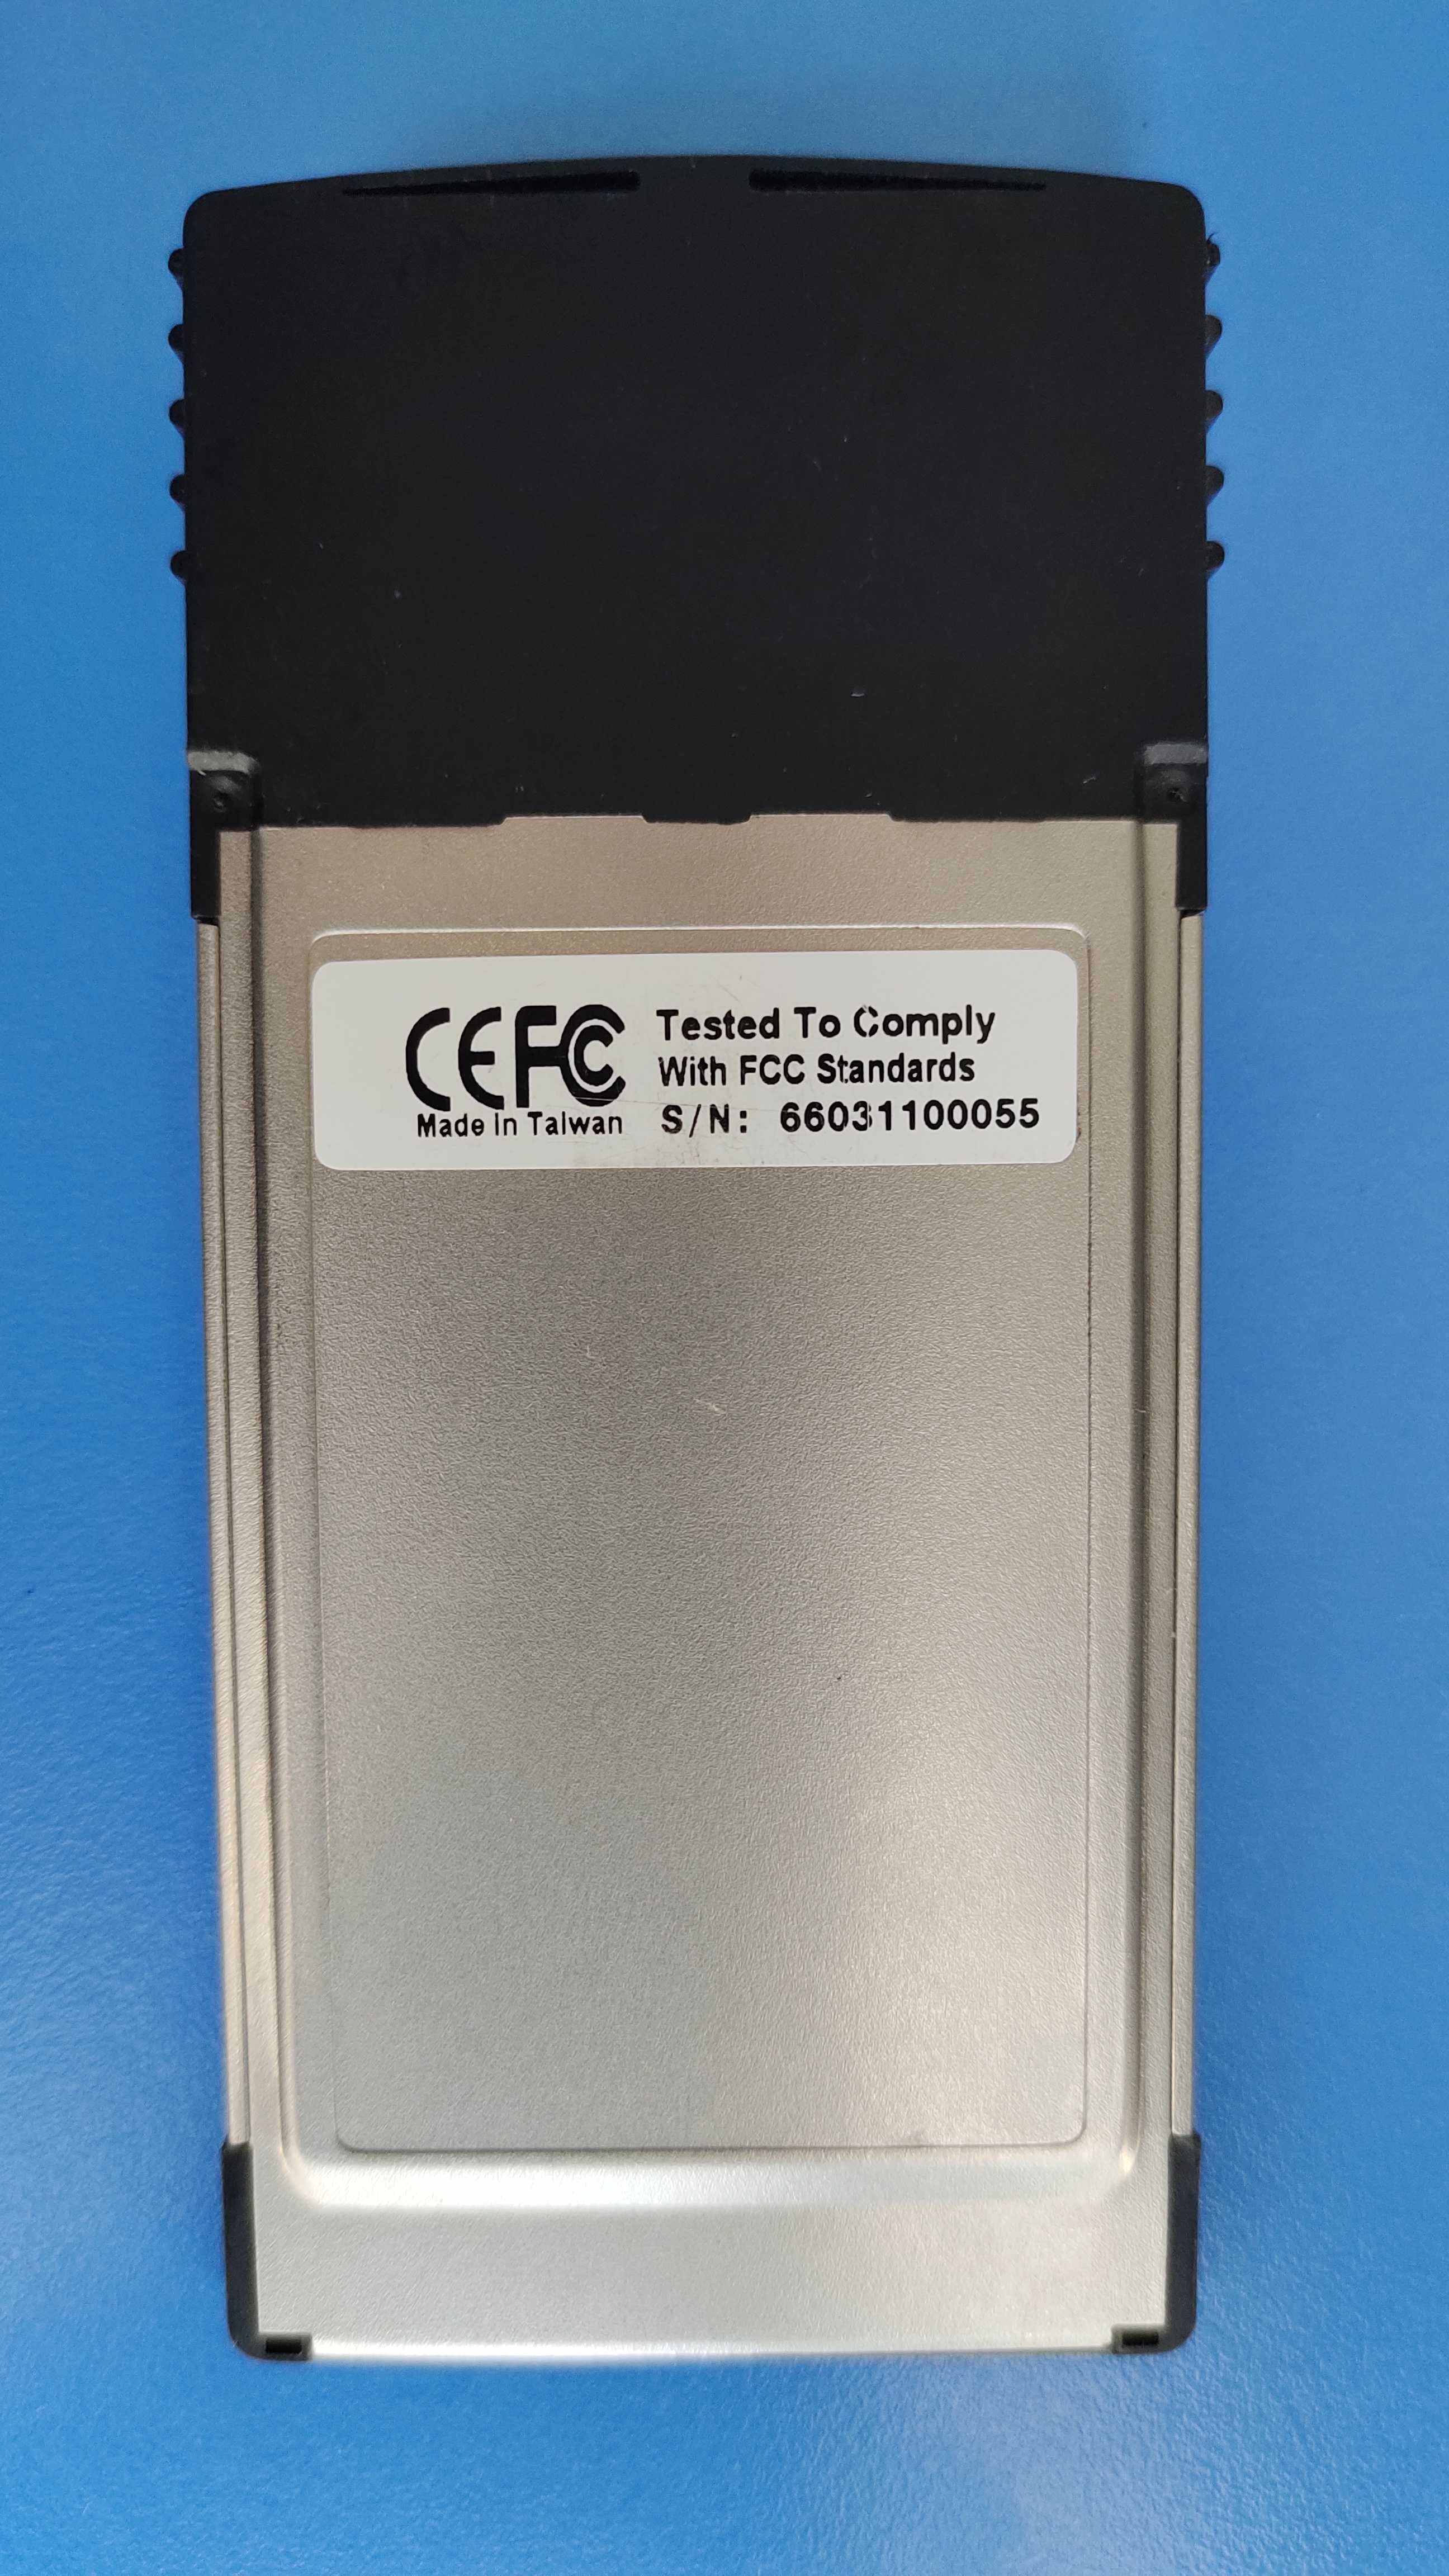 CE FC Tested To Comply
With FCC Standards
Made In Taiwan S/N: 66031100055